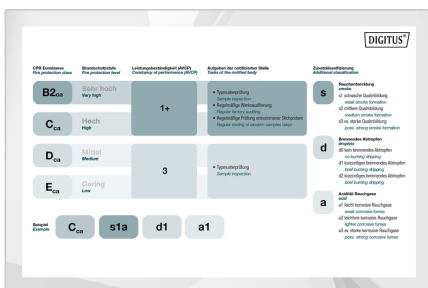 DIGITUS®
CPR Euroklasse
Fire protection class
Brandschutzstufe
Fire protection level
Leistungsbeständigkeit (AVCP)
Constancy of performance (AVCP)
Aufgaben der notifizierten Stelle
Tasks of the notified body
Zusatzklassifizierung
Additional classification
B2ca
Sehr hoch
Very high
1+
• Typmusterprüfung
Sample inspection
• Regelmäßige Werksauditierung
Regular factory auditing
• Regelmäßige Prüfung entnommener Stichproben
Regular testing of random samples taken
Cca
Hoch
High
Dca
Mittel
Medium
3
• Typmusterprüfung
Sample inspection
Eca
Gering
Low
s
Rauchentwicklung
smoke
s1 schwache Qualmbildung
weak smoke formation
s2 mittlere Qualmbildung
medium smoke formation
s3 ev. starke Qualmbildung
poss. strong smoke formation
d
Brennendes Abtropfen
droplets
d0 kein brennendes Abtropfen
no burning dripping
d1 kurzzeitiges brennendes Abtropfen
brief burning dripping
d2 kurzzeitiges brennendes Abtropfen
brief burning dripping
a
Acidität Rauchgase
acid
a1 leicht korrosive Rauchgase
weak corrosive fumes
a2 leichtere korrosive Rauchgase
lighter corrosive fumes
a3 ev. starke korrosive Rauchgase
poss. strong corrosive fumes
Beispiel
Example
Cca
s1a
d1
a1